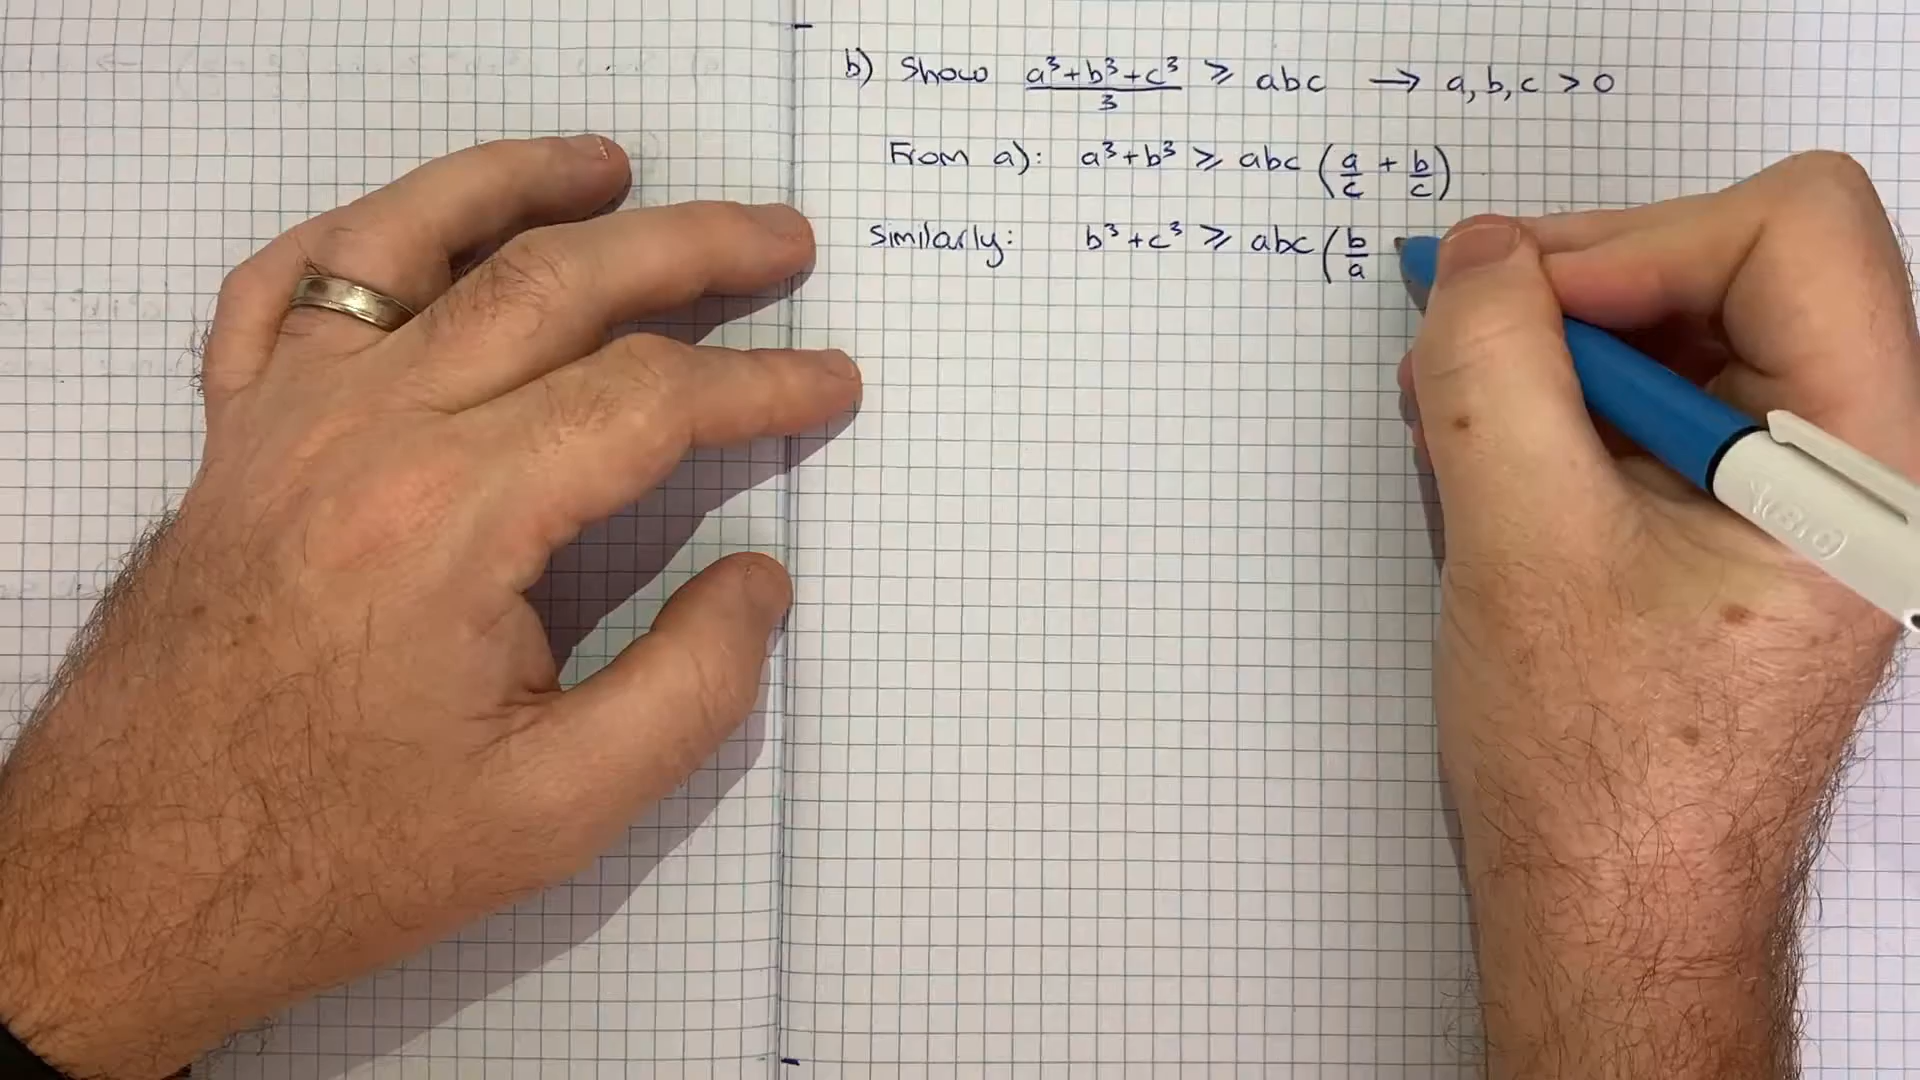 b) Show a³+b³+c³/3 ⩾ abc → a, b, c > 0
From a): a³+b³ ⩾ abc (a/c + b/c)
Similarly: b³+c³ ⩾ abc (b/a